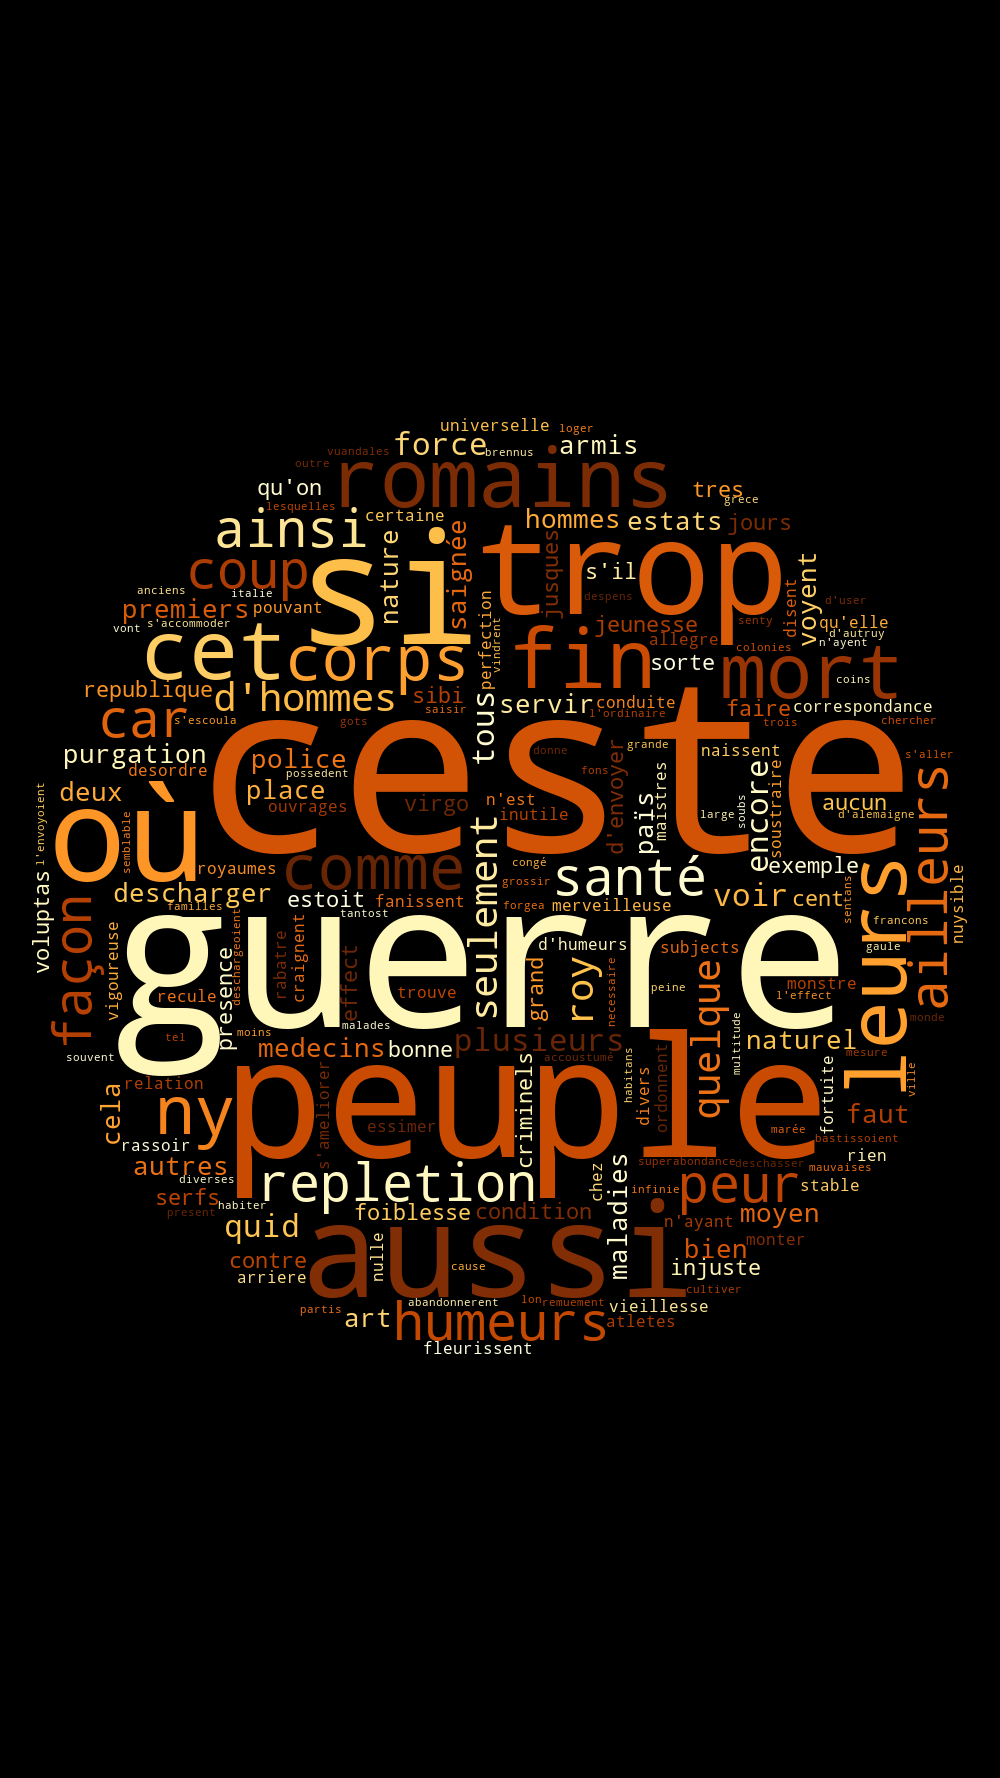 universelle loger
vuandales force brennus armis
outre romains
qu'on tres
lesquelles grece
ainsi certaine hommes estats jours
si trop
coup nature saignée jusques s'il voyent
anciens italie despens disent d'user
premiers pouvant perfection jeunesse senty qu'elle
vont s'accommoder vindrent allegre d'autruy
cet corps fin colonies n'ayent
sorte mort
republique d'hommes sibi servir conduite coins
saisir l'ordinaire faire correspondance
car s'escoula gots tous trois chercher
purgation police donne grande naissent s'aller
desordre possedent fons
ceste
deux place d'envoyer païs maistres encore soustraire
l'envoyoient ouvrages virgo n'est large soubs aucun
où semblable inutile d'alemaigne ailleurs
royaumes comme congé exemple
voluptas descharger grossir santé voir cent leurs
familles estoit fanissent forgea merveilleuse sentans nuysible
façon tantost seulement francons
guerre
vigoureuse deschargeoient rabatre craignent effect d'humeurs subjects gaule
presence grand roy necessaire quelque
recule trouve peine l'effect monstre
tel moins malades multitude monde
souvent medecins bonne plusieurs naturel
accoustumé mesure
peuple
cela relation s'ameliorer criminels habitans divers ordonnent fortuite ville
ny essimer marée faut
rassoir bastissoient
autres repletion chez maladies superabondance deschasser rien
diverses mauvaises
serfs habiter infinie peur stable
present foiblesse condition moyen
quid aussi n'ayant
nulle bien monter
contre cause injuste
arriere cultiver
partis abandonnerent lon remuement vieillesse
art humeurs atletes
fleurissent